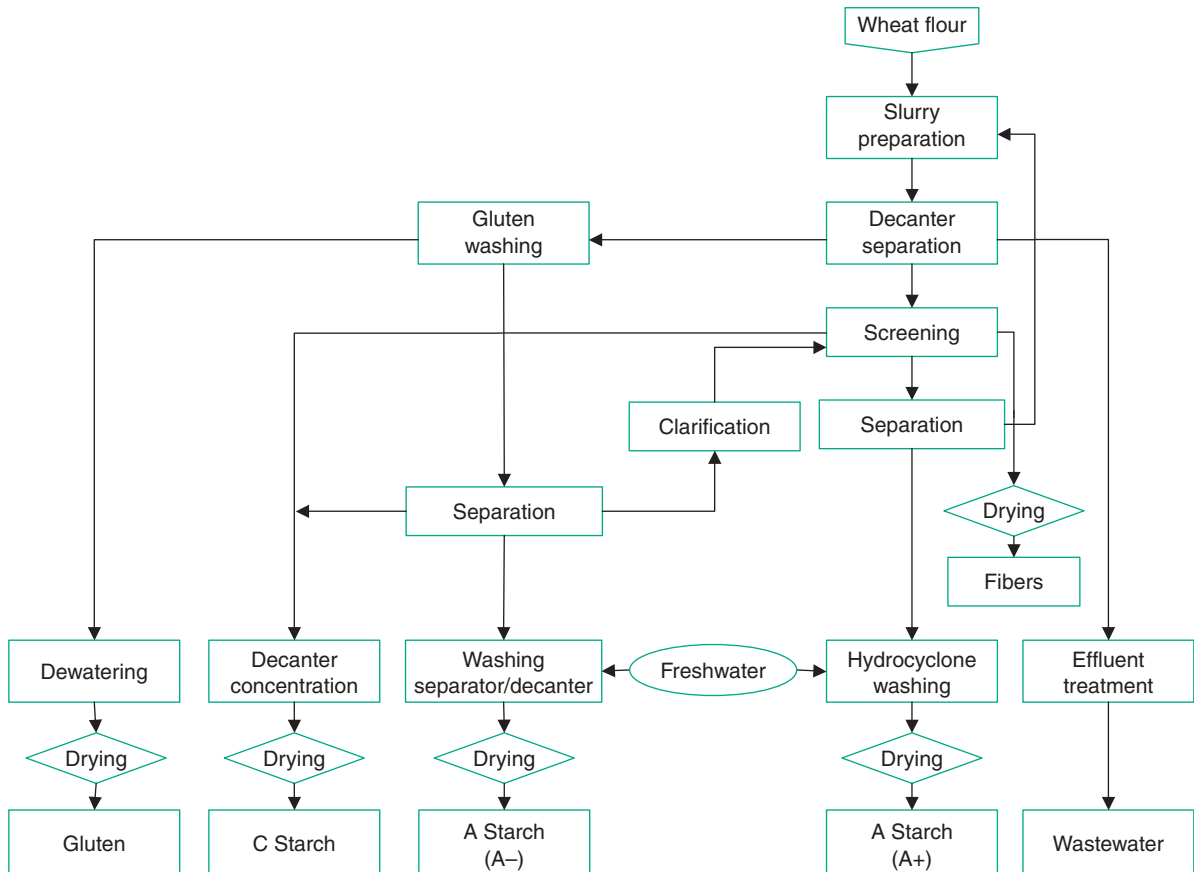 Wheat flour
Slurry
preparation
Gluten
washing
Decanter
separation
Screening
Clarification
Separation
Separation
Drying
Fibers
Dewatering
Decanter
concentration
Washing
separator/decanter
Freshwater
Hydrocyclone
washing
Effluent
treatment
Drying
Drying
Drying
Drying
Gluten
C Starch
A Starch
(A–)
A Starch
(A+)
Wastewater